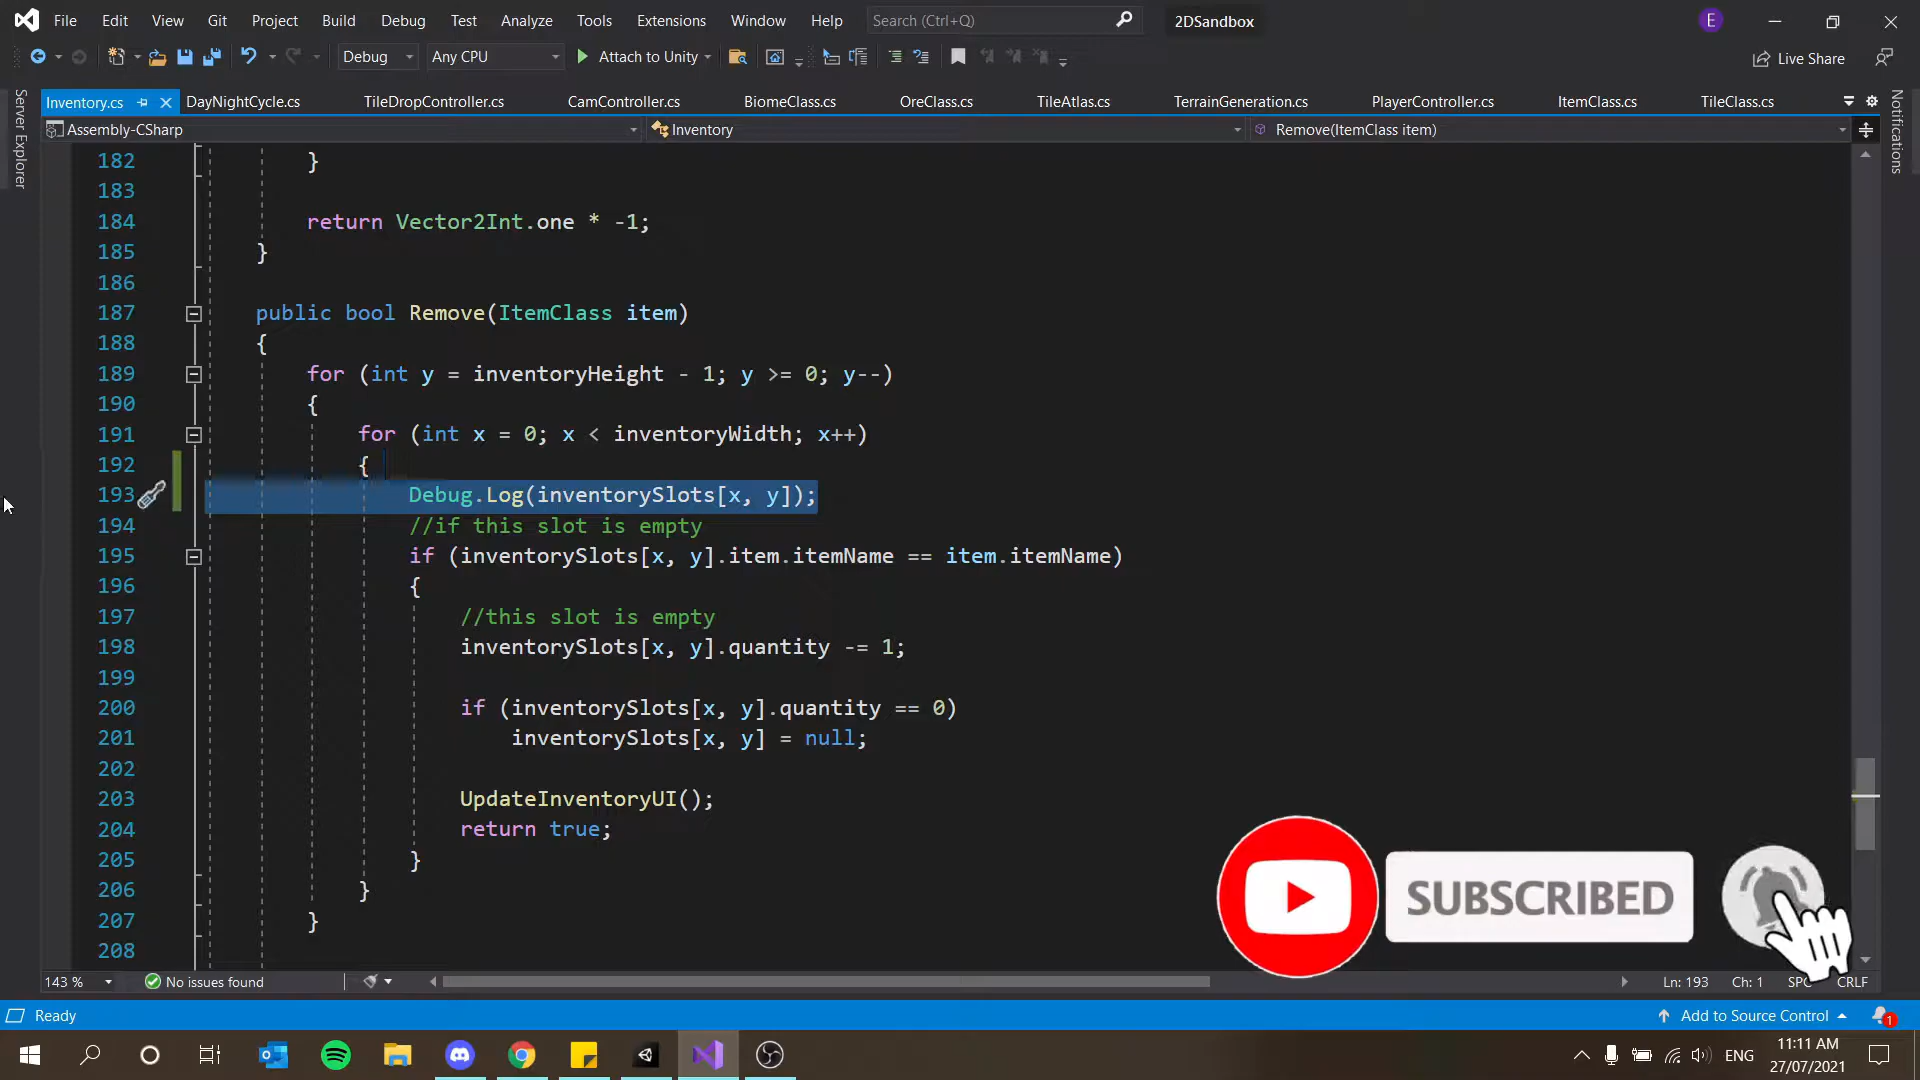 File Edit View Git Project Build Debug Test Analyze Tools Extensions Window Help Search (Ctrl+Q) 2DSandbox E
Debug Any CPU Attach to Unity Live Share
Inventory.cs DayNightCycle.cs TileDropController.cs CamController.cs BiomeClass.cs OreClass.cs TileAtlas.cs TerrainGeneration.cs PlayerController.cs ItemClass.cs TileClass.cs
Assembly-CSharp Inventory Remove(ItemClass item)
Server Explorer
Notifications
182 }
183
184 return Vector2Int.one * -1;
185 }
186
187 public bool Remove(ItemClass item)
188 {
189 for (int y = inventoryHeight - 1; y >= 0; y--)
190 {
191 for (int x = 0; x < inventoryWidth; x++)
192 {
193 Debug.Log(inventorySlots[x, y]);
194 //if this slot is empty
195 if (inventorySlots[x, y].item.itemName == item.itemName)
196 {
197 //this slot is empty
198 inventorySlots[x, y].quantity -= 1;
199
200 if (inventorySlots[x, y].quantity == 0)
201 inventorySlots[x, y] = null;
202
203 UpdateInventoryUI();
204 return true;
205 }
206 }
207 }
208
SUBSCRIBED
143 % No issues found Ln: 193 Ch: 1 SPC CRLF
Ready Add to Source Control 1
ENG 11:11 AM
27/07/2021